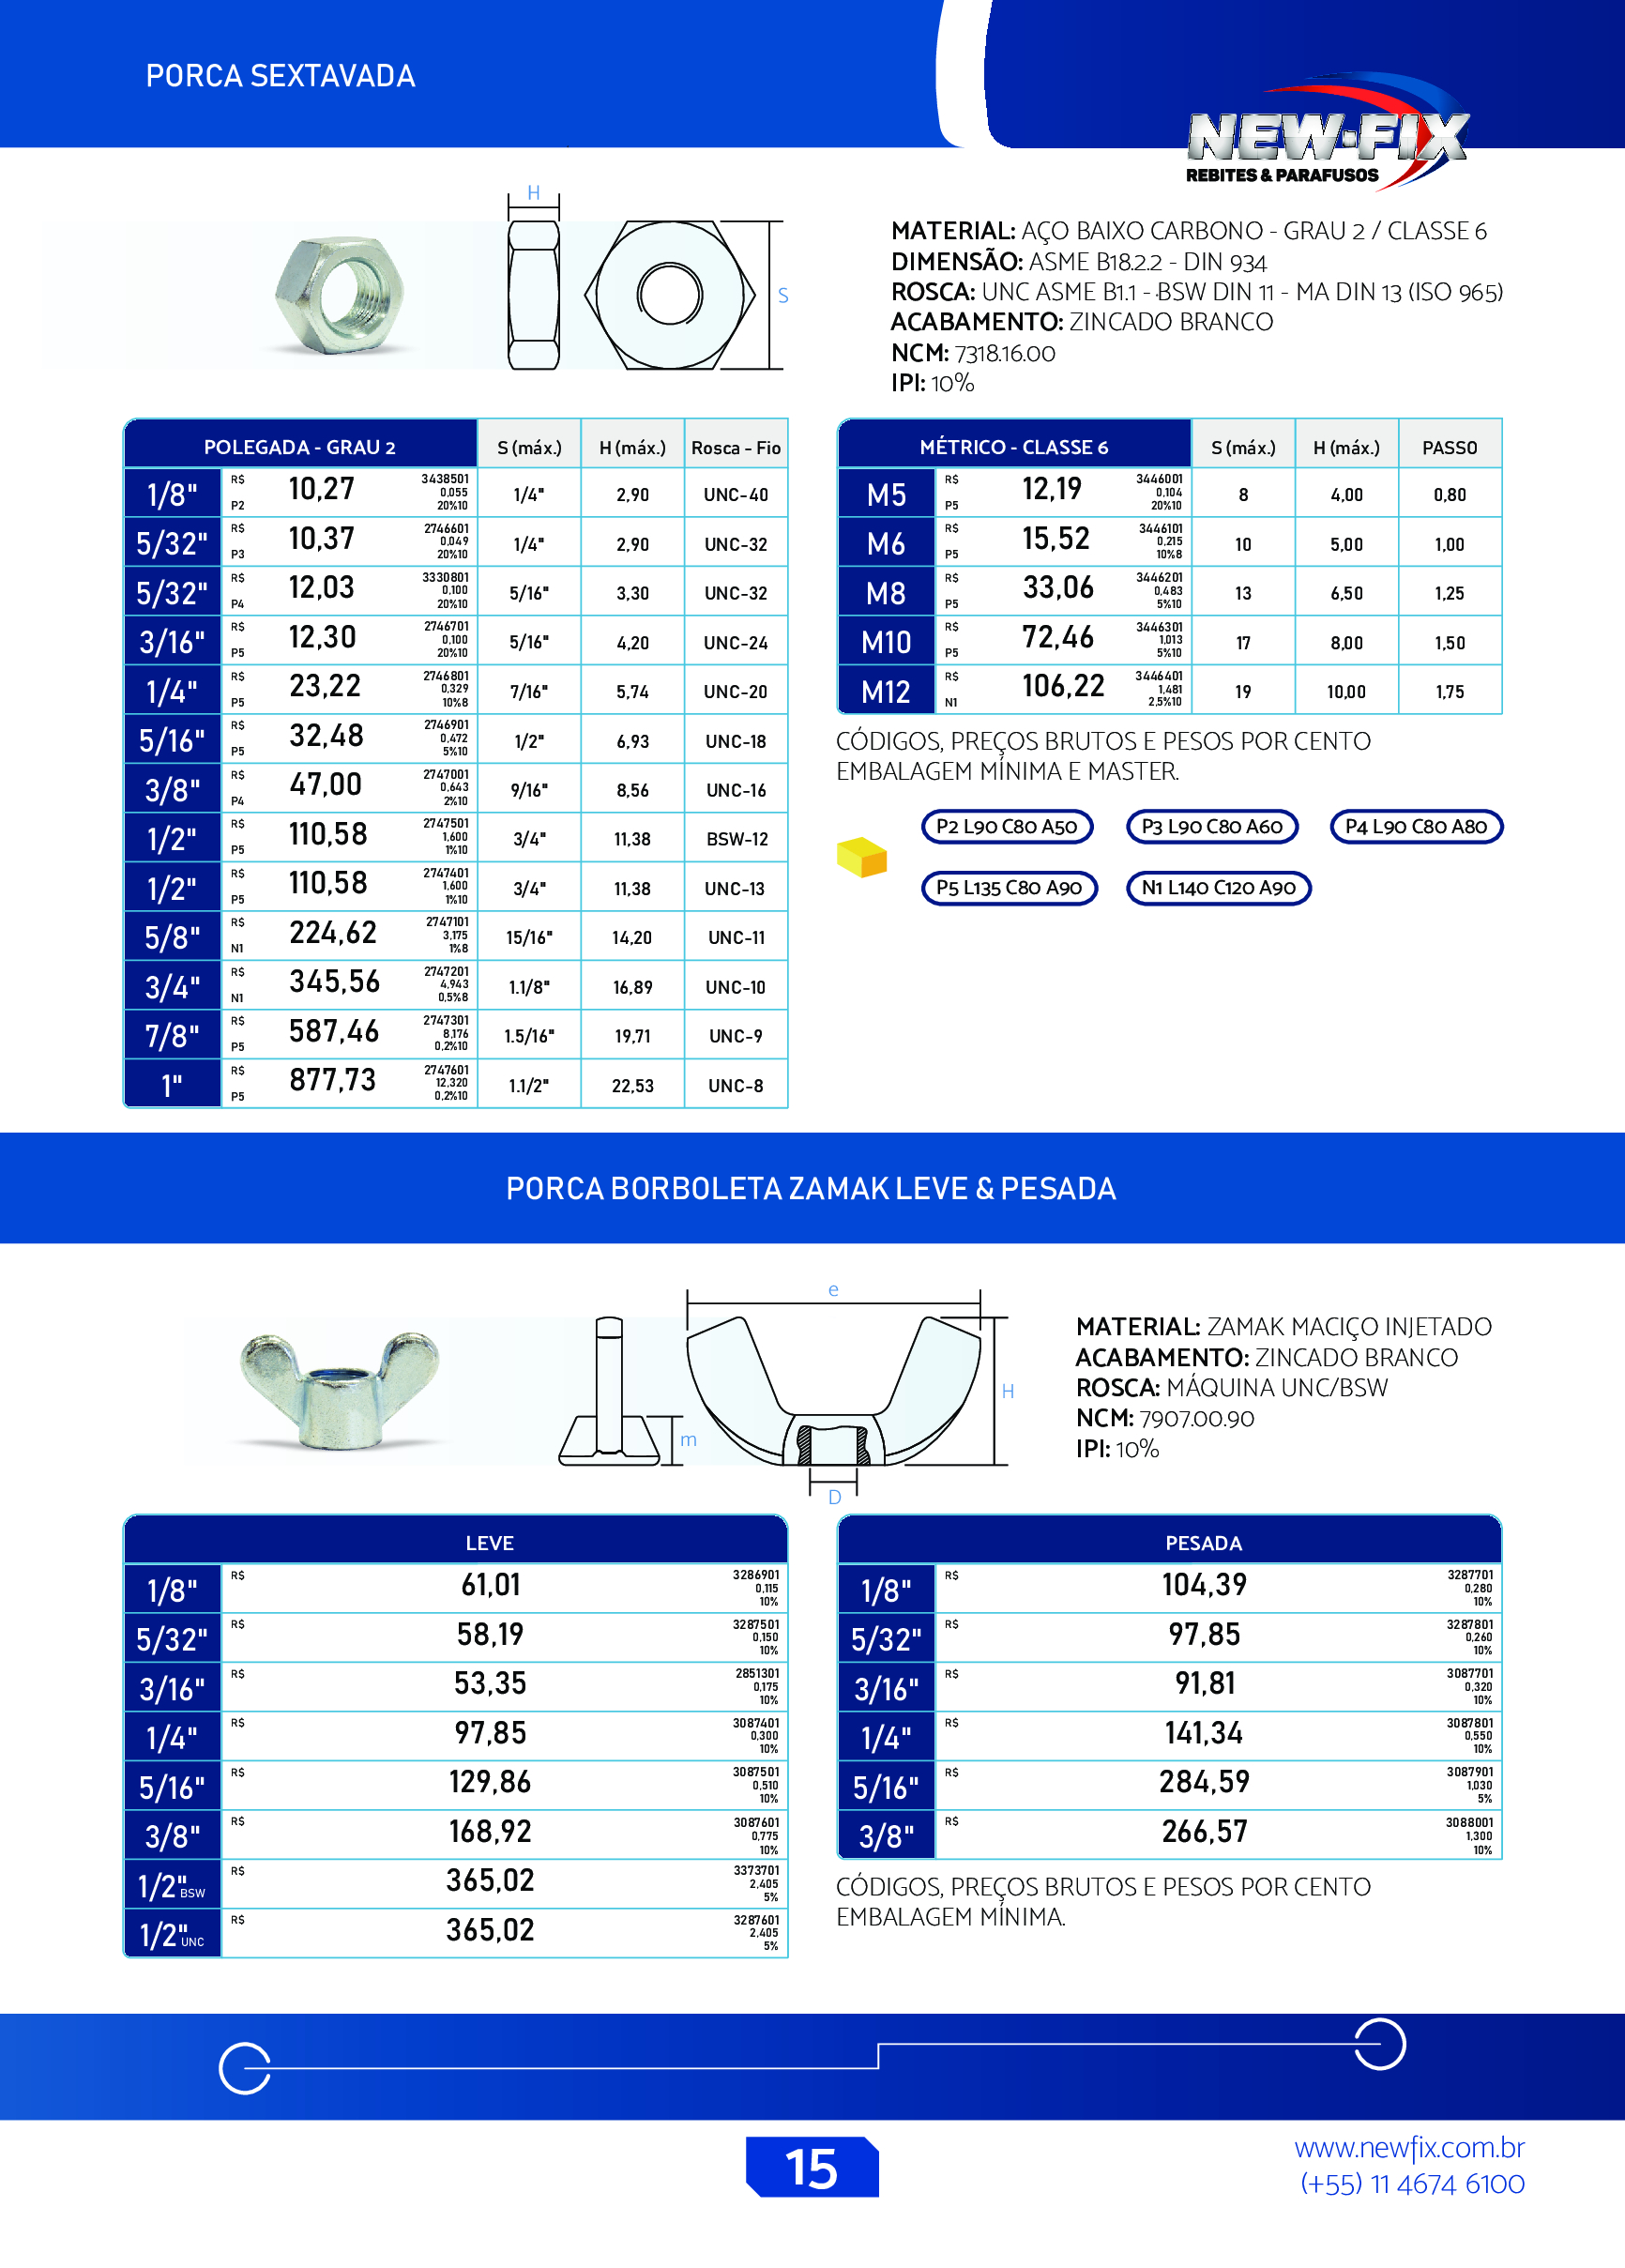 PORCA SEXTAVADA
NEW-FIX
REBITES & PARAFUSOS
H
S
MATERIAL: AÇO BAIXO CARBONO - GRAU 2 / CLASSE 6
DIMENSÃO: ASME B18.2.2 - DIN 934
ROSCA: UNC ASME B1.1 - BSW DIN 11 - MA DIN 13 (ISO 965)
ACABAMENTO: ZINCADO BRANCO
NCM: 7318.16.00
IPI: 10%
POLEGADA - GRAU 2 S (máx.) H (máx.) Rosca - Fio
1/8" R$ P2 10,27 3438501 0,055 20%10 1/4" 2,90 UNC-40
5/32" R$ P3 10,37 2746601 0,049 20%10 1/4" 2,90 UNC-32
5/32" R$ P4 12,03 3330801 0,100 20%10 5/16" 3,30 UNC-32
3/16" R$ P5 12,30 2746701 0,100 20%10 5/16" 4,20 UNC-24
1/4" R$ P5 23,22 2746801 0,329 10%8 7/16" 5,74 UNC-20
5/16" R$ P5 32,48 2746901 0,472 5%10 1/2" 6,93 UNC-18
3/8" R$ P4 47,00 2747001 0,643 2%10 9/16" 8,56 UNC-16
1/2" R$ P5 110,58 2747501 1,600 1%10 3/4" 11,38 BSW-12
1/2" R$ P5 110,58 2747401 1,600 1%10 3/4" 11,38 UNC-13
5/8" R$ N1 224,62 2747101 3,175 1%8 15/16" 14,20 UNC-11
3/4" R$ N1 345,56 2747201 4,943 0,5%8 1.1/8" 16,89 UNC-10
7/8" R$ P5 587,46 2747301 8,176 0,2%10 1.5/16" 19,71 UNC-9
1" R$ P5 877,73 2747601 12,320 0,2%10 1.1/2" 22,53 UNC-8
MÉTRICO - CLASSE 6 S (máx.) H (máx.) PASSO
M5 R$ P5 12,19 3446001 0,104 20%10 8 4,00 0,80
M6 R$ P5 15,52 3446101 0,215 10%8 10 5,00 1,00
M8 R$ P5 33,06 3446201 0,483 5%10 13 6,50 1,25
M10 R$ P5 72,46 3446301 1,013 5%10 17 8,00 1,50
M12 R$ N1 106,22 3446401 1,481 2,5%10 19 10,00 1,75
CÓDIGOS, PREÇOS BRUTOS E PESOS POR CENTO
EMBALAGEM MÍNIMA E MASTER.
P2 L90 C80 A50 P3 L90 C80 A60 P4 L90 C80 A80
P5 L135 C80 A90 N1 L140 C120 A90
PORCA BORBOLETA ZAMAK LEVE & PESADA
e
H
m
D
MATERIAL: ZAMAK MACIÇO INJETADO
ACABAMENTO: ZINCADO BRANCO
ROSCA: MÁQUINA UNC/BSW
NCM: 7907.00.90
IPI: 10%
LEVE
1/8" R$ 61,01 3286901 0,115 10%
5/32" R$ 58,19 3287501 0,150 10%
3/16" R$ 53,35 2851301 0,175 10%
1/4" R$ 97,85 3087401 0,300 10%
5/16" R$ 129,86 3087501 0,510 10%
3/8" R$ 168,92 3087601 0,775 10%
1/2" BSW R$ 365,02 3373701 2,405 5%
1/2" UNC R$ 365,02 3287601 2,405 5%
PESADA
1/8" R$ 104,39 3287701 0,280 10%
5/32" R$ 97,85 3287801 0,260 10%
3/16" R$ 91,81 3087701 0,320 10%
1/4" R$ 141,34 3087801 0,550 10%
5/16" R$ 284,59 3087901 1,030 5%
3/8" R$ 266,57 3088001 1,300 10%
CÓDIGOS, PREÇOS BRUTOS E PESOS POR CENTO
EMBALAGEM MÍNIMA.
15
www.newfix.com.br
(+55) 11 4674 6100